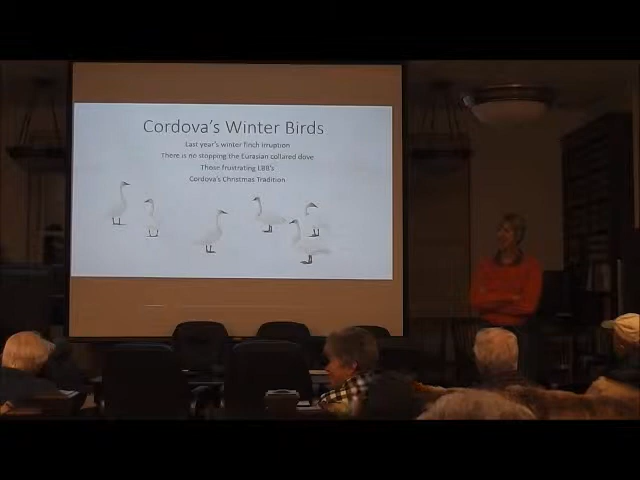 Cordova's Winter Birds
Last year's winter finch irruption
There is no stopping the Eurasian collared dove
Those frustrating LBB's
Cordova's Christmas Tradition